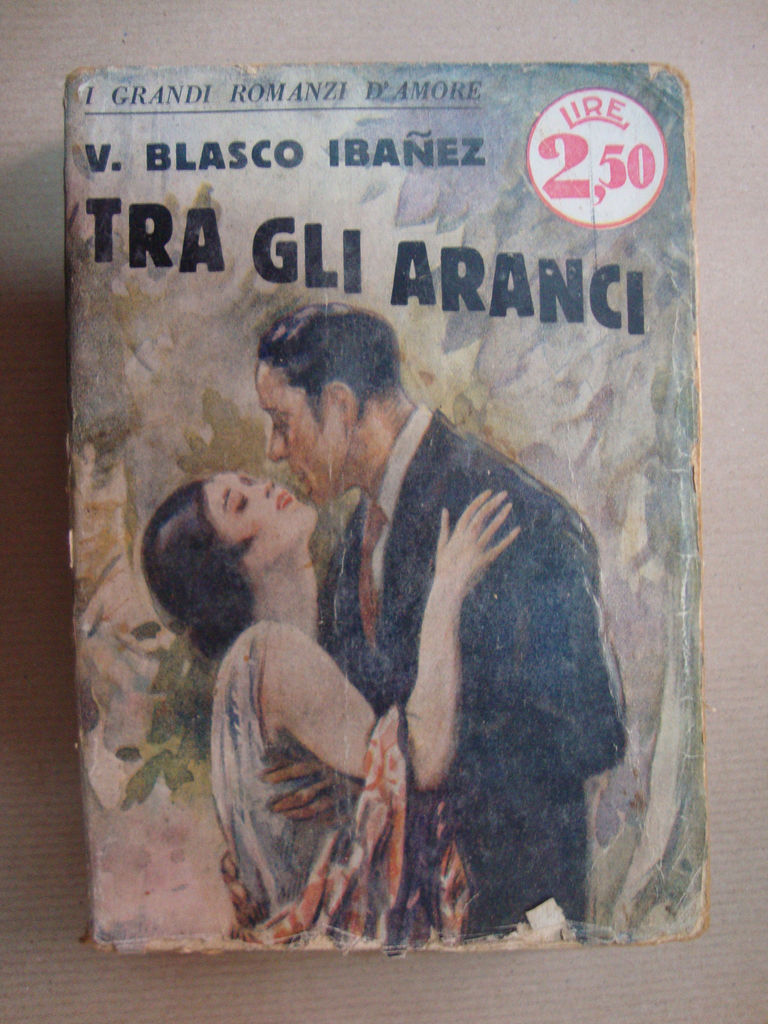 I GRANDI ROMANZI D'AMORE
LIRE
2,50
V. BLASCO IBAÑEZ
TRA GLI ARANCI